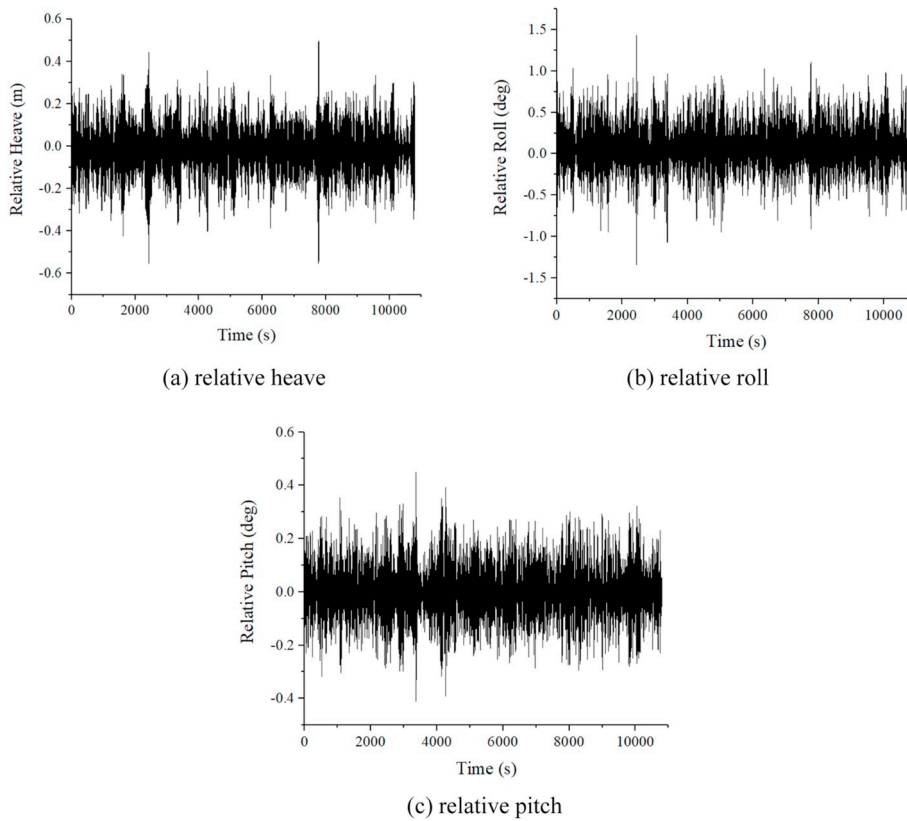 0.6
0.4
0.2
0.0
-0.2
-0.4
-0.6
Relative Heave (m)
0 2000 4000 6000 8000 10000
Time (s)
(a) relative heave
1.5
1.0
0.5
0.0
-0.5
-1.0
-1.5
Relative Roll (deg)
0 2000 4000 6000 8000 10000
Time (s)
(b) relative roll
0.6
0.4
0.2
0.0
-0.2
-0.4
Relative Pitch (deg)
0 2000 4000 6000 8000 10000
Time (s)
(c) relative pitch